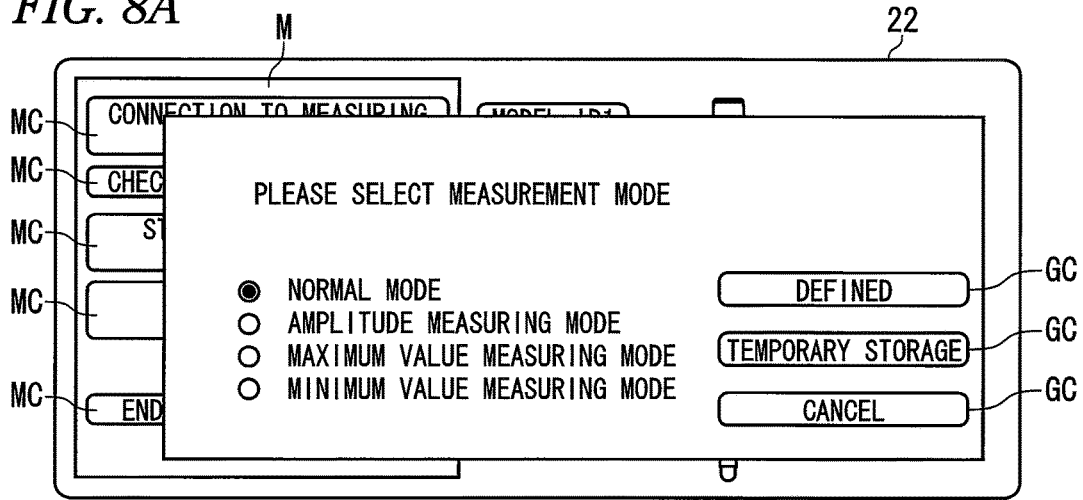 FIG. 8A
M
22
MC
CONNECTION TO MEASURING
MODEL ID1
MC
CHEC
PLEASE SELECT MEASUREMENT MODE
MC
ST
GC
DEFINED
MC
NORMAL MODE
AMPLITUDE MEASURING MODE
GC
TEMPORARY STORAGE
MAXIMUM VALUE MEASURING MODE
MINIMUM VALUE MEASURING MODE
GC
CANCEL
MC
END